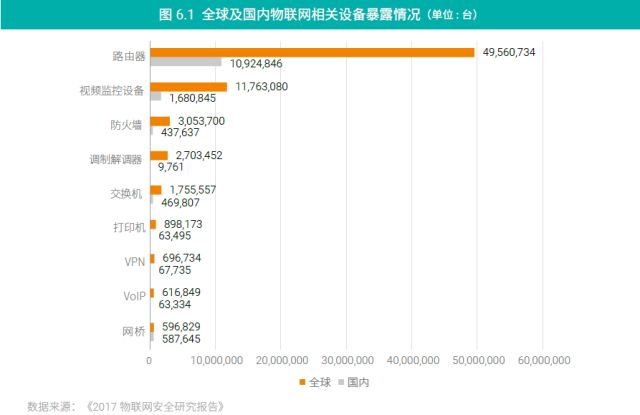 图 6.1 全球及国内物联网相关设备暴露情况（单位：台）
路由器 49,560,734
10,924,846
视频监控设备 11,763,080
1,680,845
防火墙 3,053,700
437,637
调制解调器 2,703,452
9,761
交换机 1,755,557
469,807
打印机 898,173
63,495
VPN 696,734
67,735
VoIP 616,849
63,334
网桥 596,829
587,645
0 10,000,000 20,000,000 30,000,000 40,000,000 50,000,000 60,000,000
全球 国内
数据来源：《2017 物联网安全研究报告》